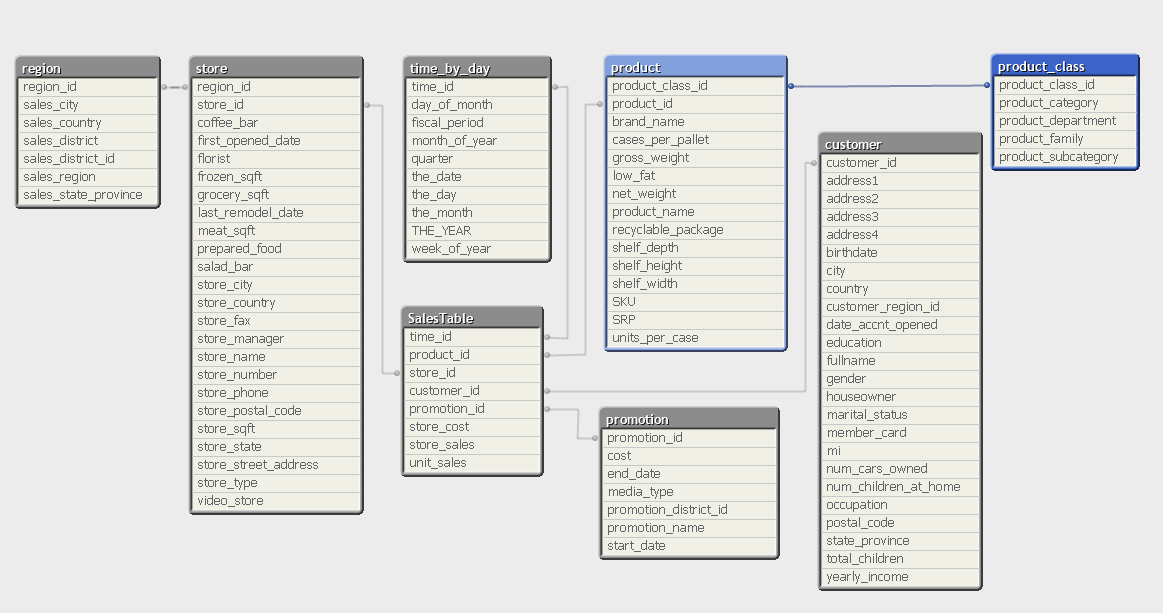 region
region_id
sales_city
sales_country
sales_district
sales_district_id
sales_region
sales_state_province
store
region_id
store_id
coffee_bar
first_opened_date
florist
frozen_sqft
grocery_sqft
last_remodel_date
meat_sqft
prepared_food
salad_bar
store_city
store_country
store_fax
store_manager
store_name
store_number
store_phone
store_postal_code
store_sqft
store_state
store_street_address
store_type
video_store
time_by_day
time_id
day_of_month
fiscal_period
month_of_year
quarter
the_date
the_day
the_month
THE_YEAR
week_of_year
SalesTable
time_id
product_id
store_id
customer_id
promotion_id
store_cost
store_sales
unit_sales
product
product_class_id
product_id
brand_name
cases_per_pallet
gross_weight
low_fat
net_weight
product_name
recyclable_package
shelf_depth
shelf_height
shelf_width
SKU
SRP
units_per_case
promotion
promotion_id
cost
end_date
media_type
promotion_district_id
promotion_name
start_date
customer
customer_id
address1
address2
address3
address4
birthdate
city
country
customer_region_id
date_accnt_opened
education
fullname
gender
houseowner
marital_status
member_card
mi
num_cars_owned
num_children_at_home
occupation
postal_code
state_province
total_children
yearly_income
product_class
product_class_id
product_category
product_department
product_family
product_subcategory